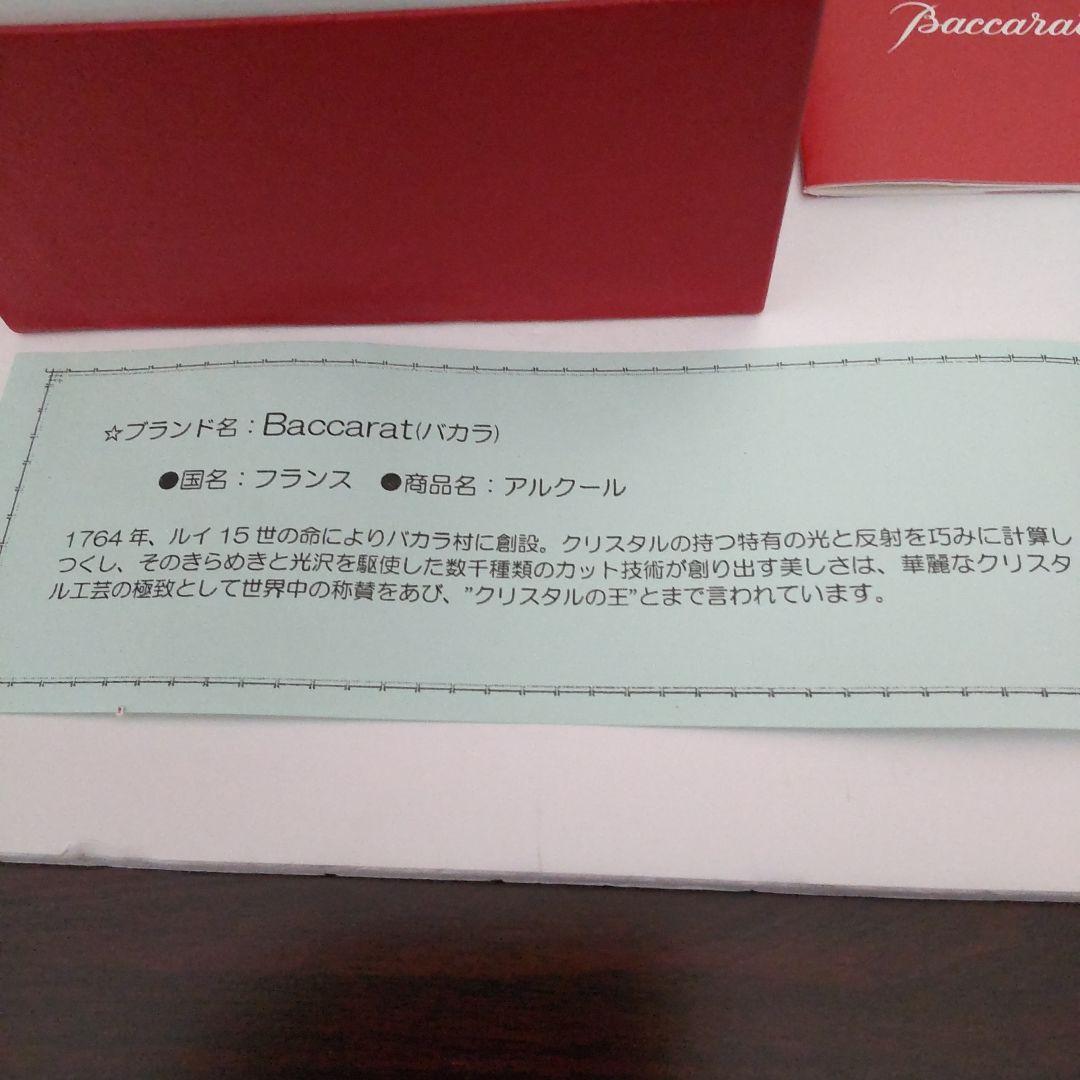 Baccarat
☆ブランド名：Baccarat(バカラ)
●国名：フランス　●商品名：アルクール
1764年、ルイ15世の命によりバカラ村に創設。クリスタルの持つ特有の光と反射を巧みに計算し
つくし、そのきらめきと光沢を駆使した数千種類のカット技術が創り出す美しさは、華麗なクリスタ
ル工芸の極致として世界中の称賛をあび、”クリスタルの王”とまで言われています。